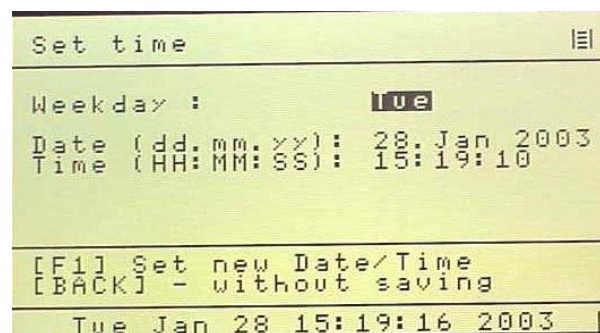 Set time
Weekday : Tue
Date (dd.mm.yy): 28.Jan 2003
Time (HH:MM:SS): 15:19:10
[F1] Set new Date/Time
[BACK] - without saving
Tue Jan 28 15:19:16 2003